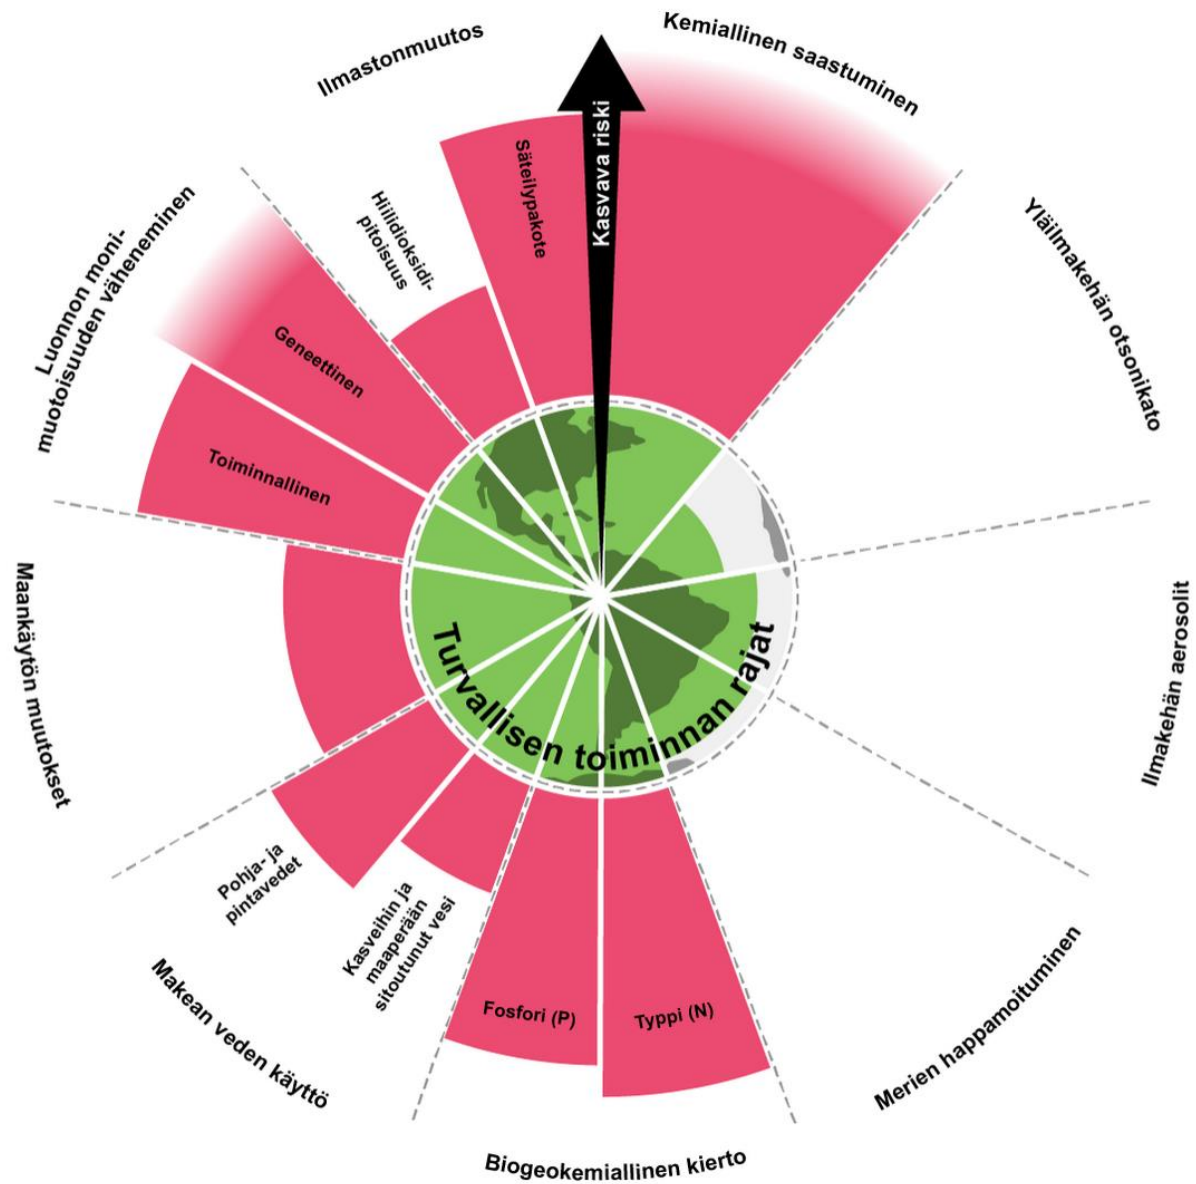 Kemiallinen saastuminen
Yläilmakehän otsonikato
Ilmakehän aerosolit
Merien happamoituminen
Biogeokemiallinen kierto
Typpi (N)
Fosfori (P)
Makean veden käyttö
Kasveihin ja
maaperään
sitoutunut vesi
Pohja- ja
pintavedet
Maankäytön muutokset
Luonnon moni-
muotoisuuden väheneminen
Toiminnallinen
Geneettinen
Ilmastonmuutos
Hiilidioksidi-
pitoisuus
Säteilypakote
Kasvava riski
Turvallisen toiminnan rajat